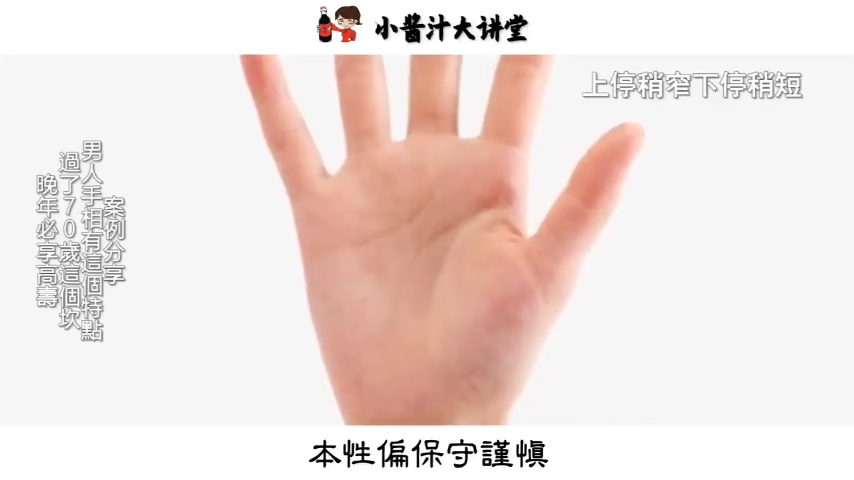 小酱汁大讲堂
上停稍窄下停稍短
案例分享
男人手相有這個特點
過了70歲這個坎
晚年必享高壽
本性偏保守謹慎